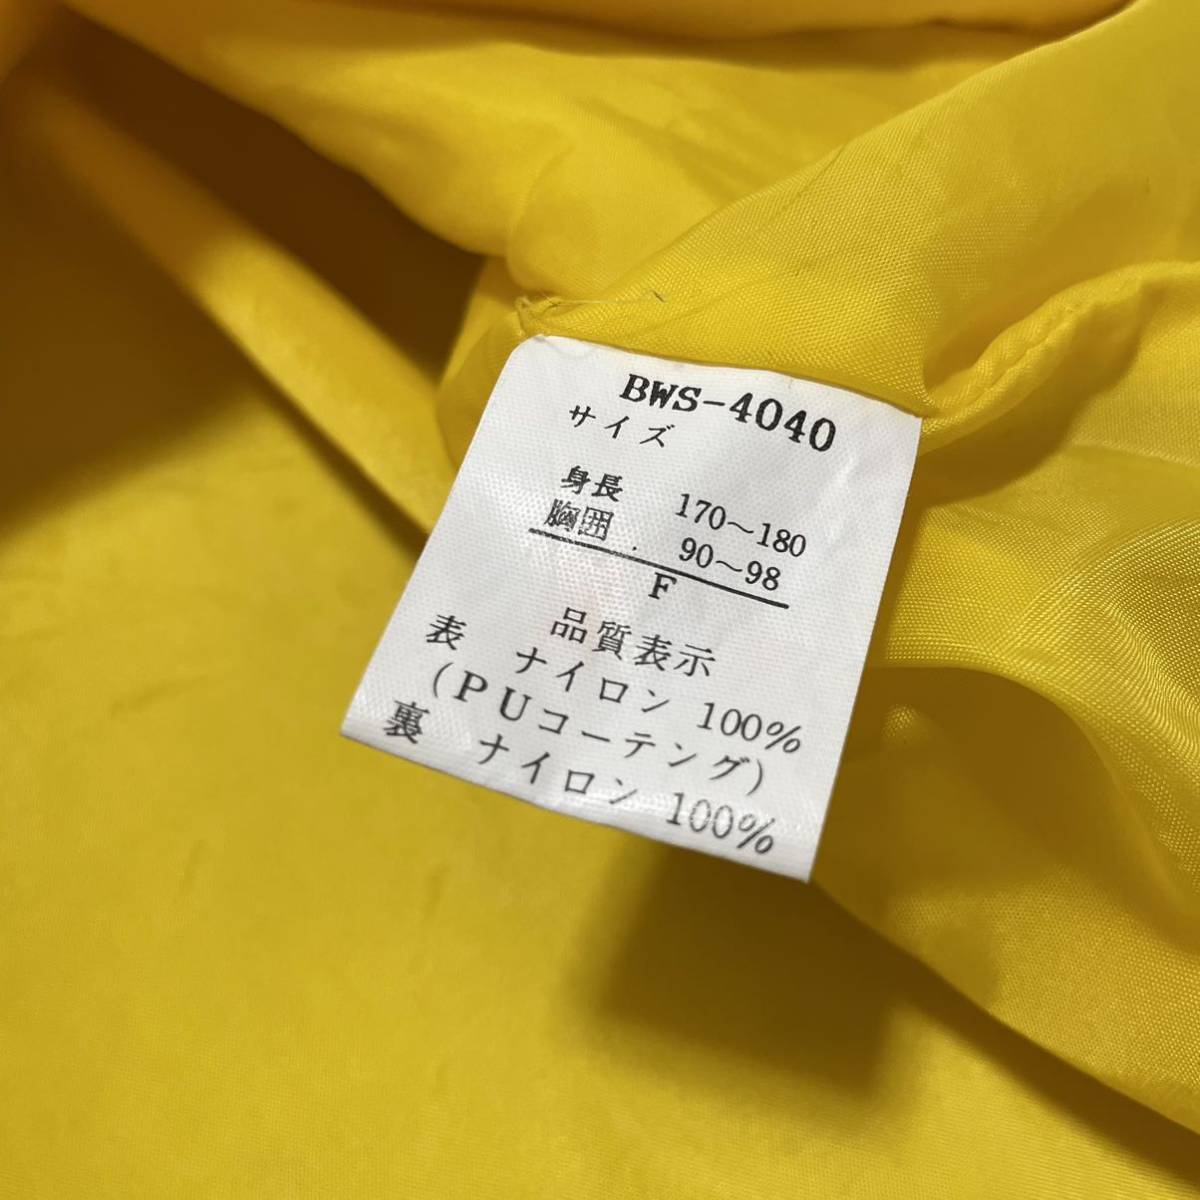 BWS-4040
サイズ
身長 170〜180
胸囲 . 90〜98
F
品質表示
表 ナイロン 100%
(PUコーテング)
裏 ナイロン 100%